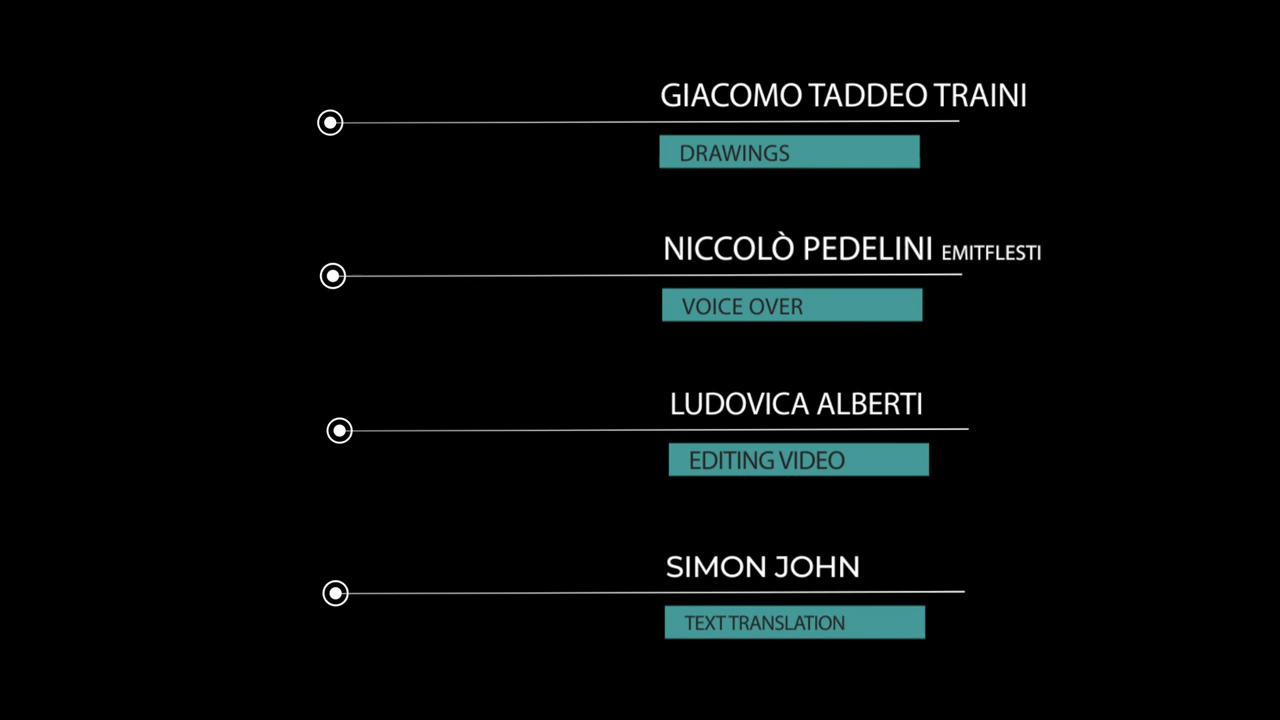 GIACOMO TADDEO TRAINI
DRAWINGS
NICCOLÒ PEDELINI EMITFLESTI
VOICE OVER
LUDOVICA ALBERTI
EDITING VIDEO
SIMON JOHN
TEXT TRANSLATION